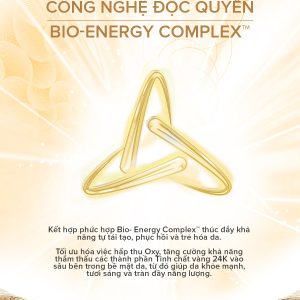 CÔNG NGHỆ ĐỘC QUYỀN
BIO-ENERGY COMPLEX™
Kết hợp phức hợp Bio- Energy Complex™ thúc đẩy khả
năng tự tái tạo, phục hồi và trẻ hóa da.
Tối ưu hóa việc hấp thu Oxy, tăng cường khả năng
thẩm thấu các thành phần Tinh chất vàng 24K vào
sâu bên trong bề mặt da, từ đó giúp da khỏe mạnh,
tươi sáng và tràn đầy năng lượng.